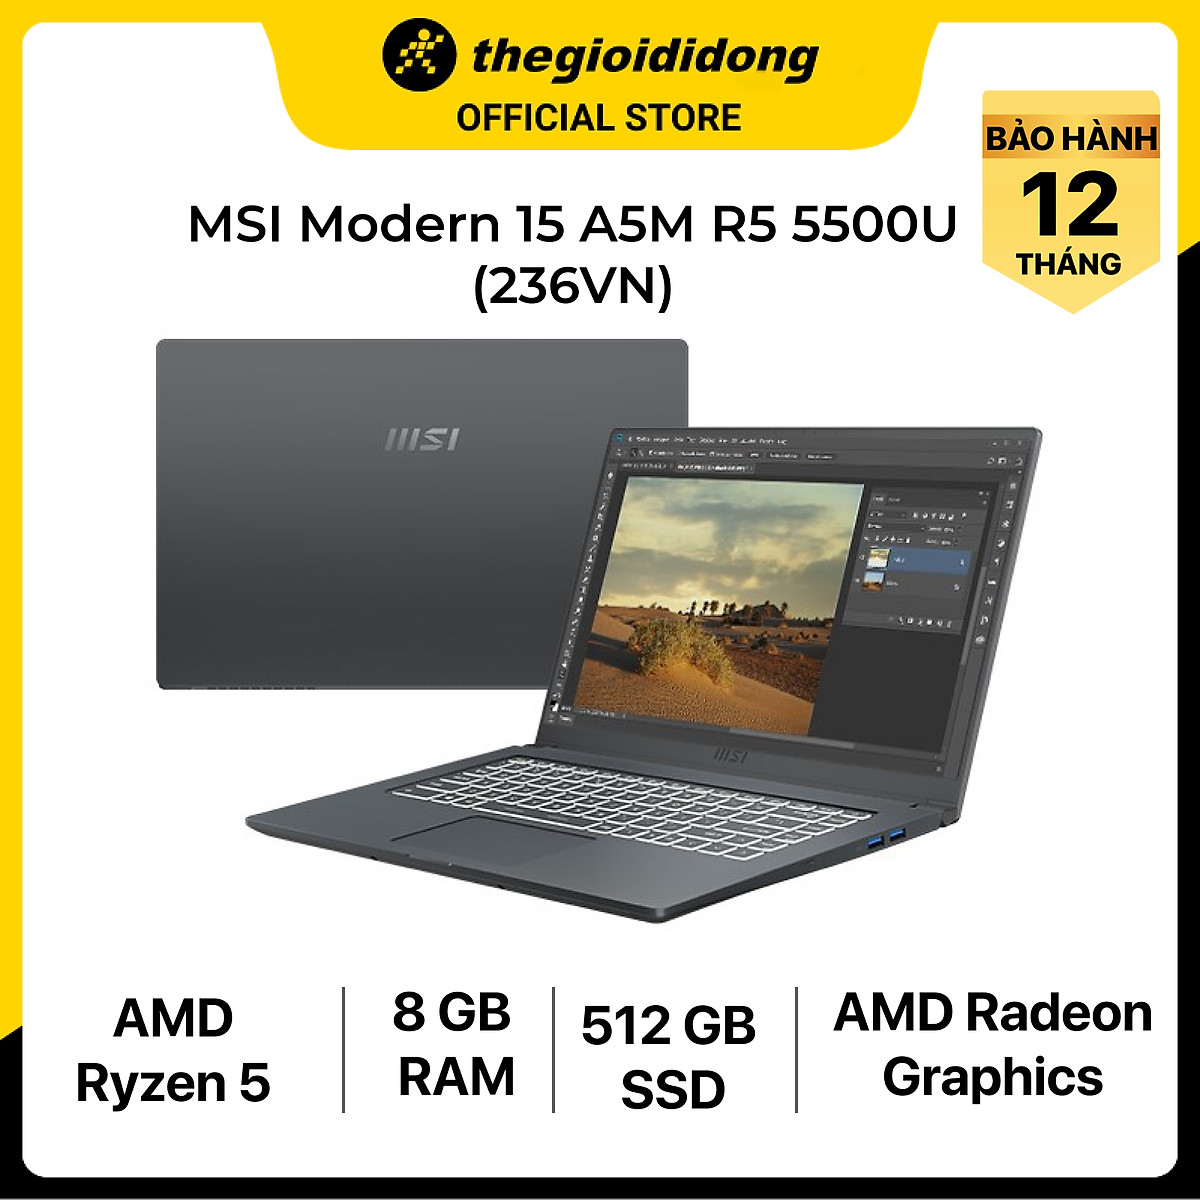 thegioididong
OFFICIAL STORE
BẢO HÀNH
12
THÁNG
MSI Modern 15 A5M R5 5500U
(236VN)
msi
msi
AMD
Ryzen 5
8 GB
RAM
512 GB
SSD
AMD Radeon
Graphics